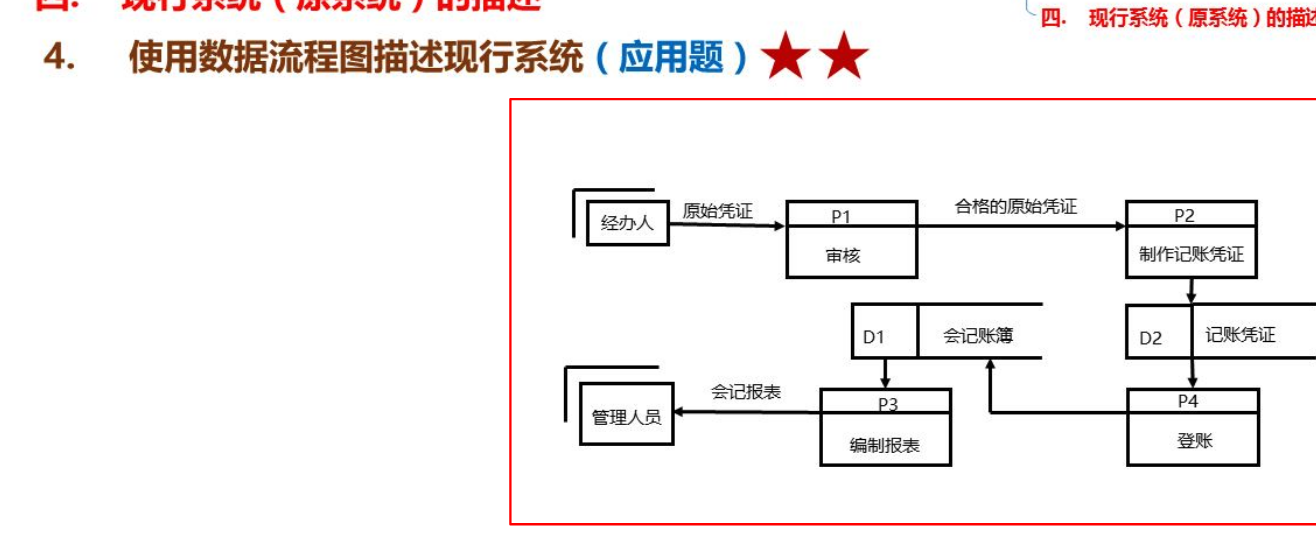 四. 现行系统（原系统）的描述
四. 现行系统（原系统）的描述
4. 使用数据流程图描述现行系统（应用题）
经办人
原始凭证
P1
审核
合格的原始凭证
P2
制作记账凭证
D1
会记账簿
D2
记账凭证
管理人员
会记报表
P3
编制报表
P4
登账